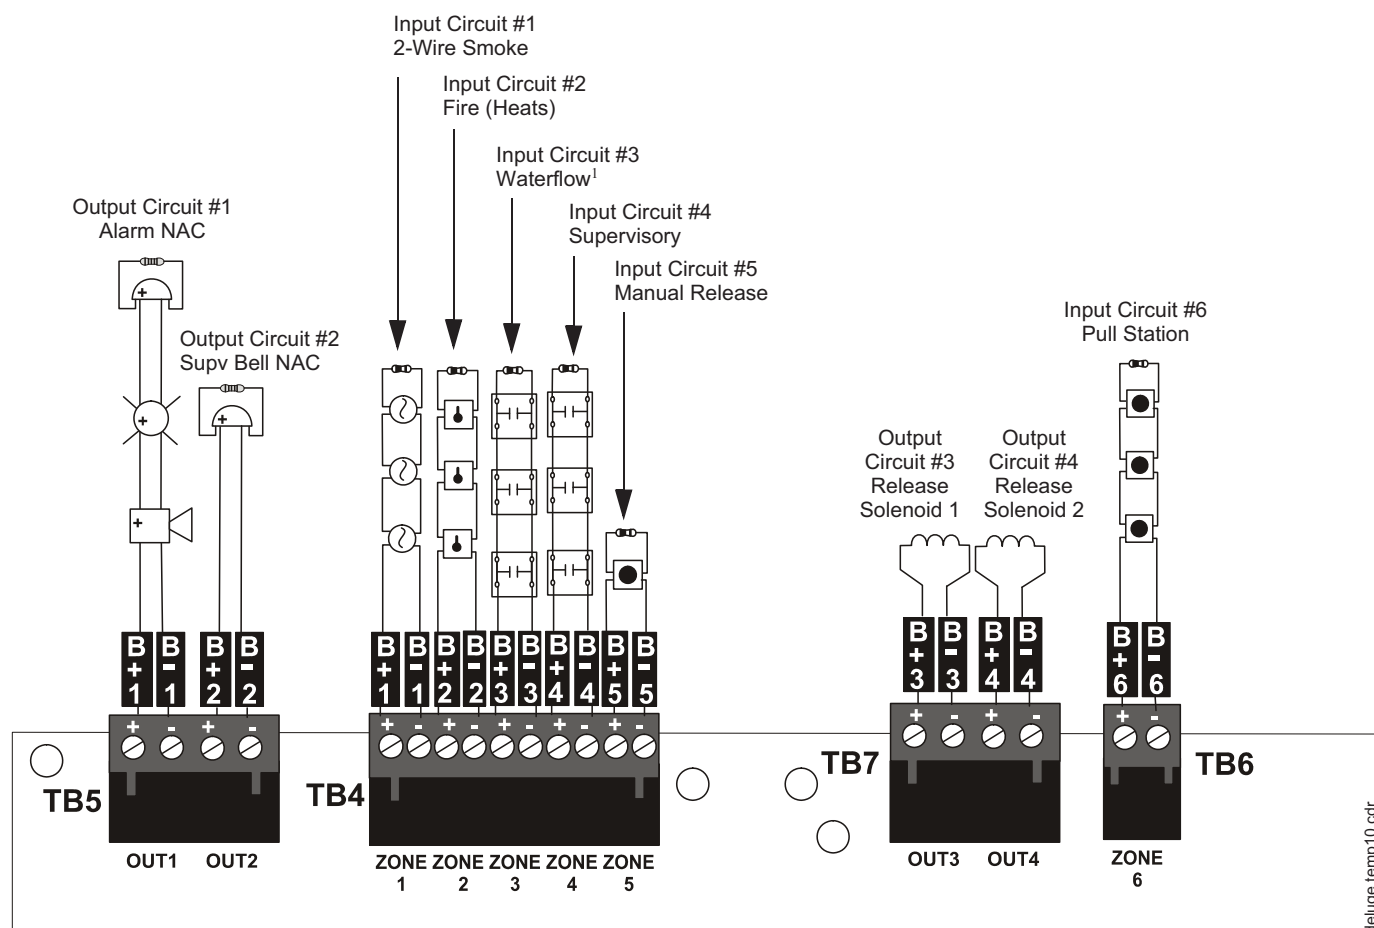 Input Circuit #1
2-Wire Smoke
Input Circuit #2
Fire (Heats)
Input Circuit #3
Waterflow1
Input Circuit #4
Supervisory
Input Circuit #5
Manual Release
Output Circuit #1
Alarm NAC
Output Circuit #2
Supv Bell NAC
Input Circuit #6
Pull Station
Output
Circuit #3
Release
Solenoid 1
Output
Circuit #4
Release
Solenoid 2
B+1
B-1
B+2
B-2
B+1
B-1
B+2
B-2
B+3
B-3
B+4
B-4
B+5
B-5
B+3
B-3
B+4
B-4
B+6
B-6
+ - + -
+ - + - + - + - + -
+ - + -
+ -
TB5
TB4
TB7
TB6
OUT1 OUT2
ZONE
1
ZONE
2
ZONE
3
ZONE
4
ZONE
5
OUT3 OUT4
ZONE
6
temp10.cdr